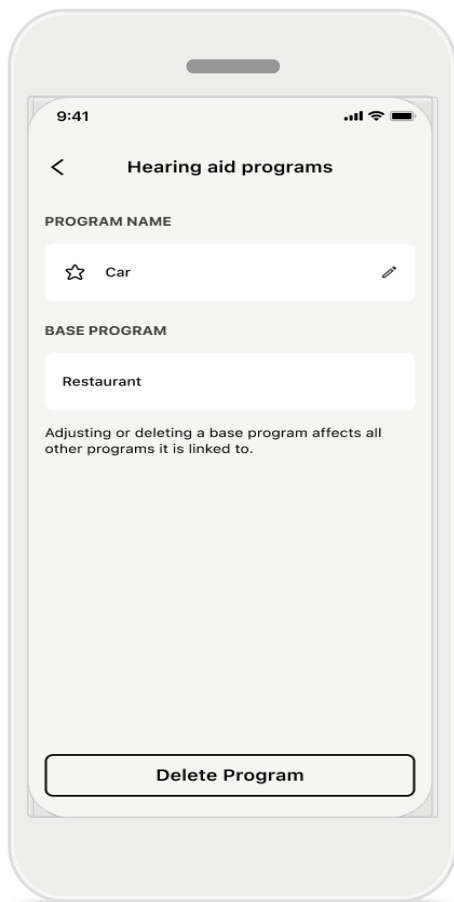 9:41
Hearing aid programs
PROGRAM NAME
Car
BASE PROGRAM
Restaurant
Adjusting or deleting a base program affects all
other programs it is linked to.
Delete Program